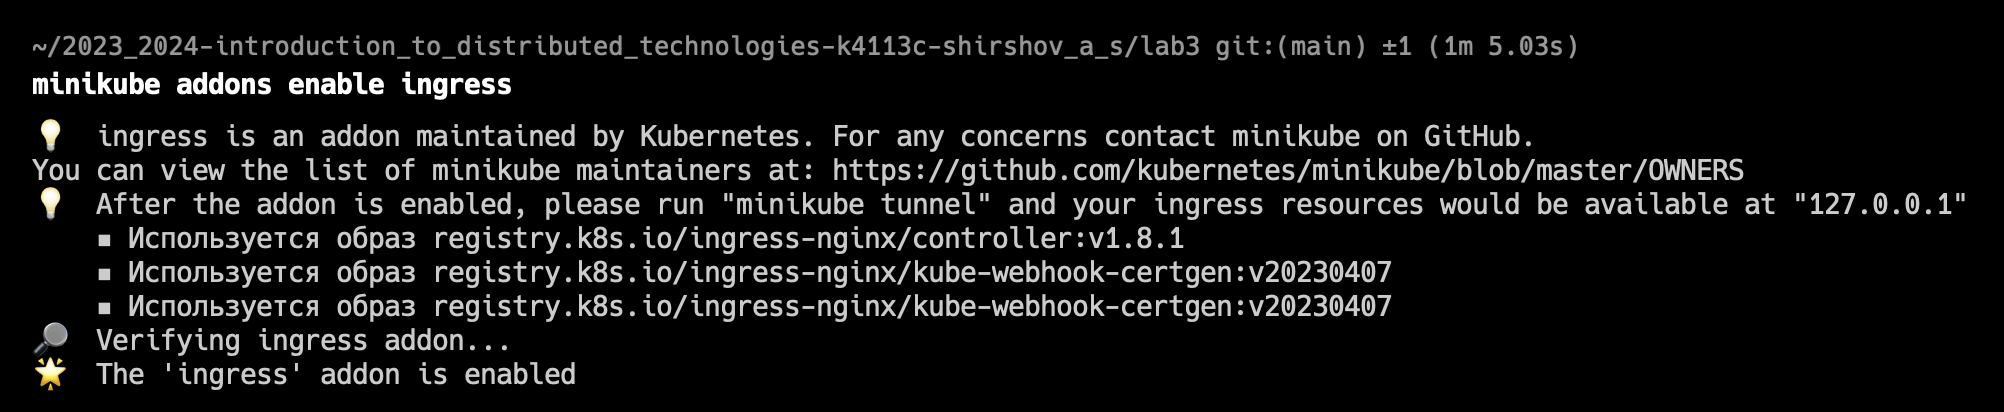 ~/2023_2024-introduction_to_distributed_technologies-k4113c-shirshov_a_s/lab3 git:(main) ±1 (1m 5.03s)
minikube addons enable ingress
💡 ingress is an addon maintained by Kubernetes. For any concerns contact minikube on GitHub.
You can view the list of minikube maintainers at: https://github.com/kubernetes/minikube/blob/master/OWNERS
💡 After the addon is enabled, please run "minikube tunnel" and your ingress resources would be available at "127.0.0.1"
▪ Используется образ registry.k8s.io/ingress-nginx/controller:v1.8.1
▪ Используется образ registry.k8s.io/ingress-nginx/kube-webhook-certgen:v20230407
▪ Используется образ registry.k8s.io/ingress-nginx/kube-webhook-certgen:v20230407
🔎 Verifying ingress addon...
🌟 The 'ingress' addon is enabled